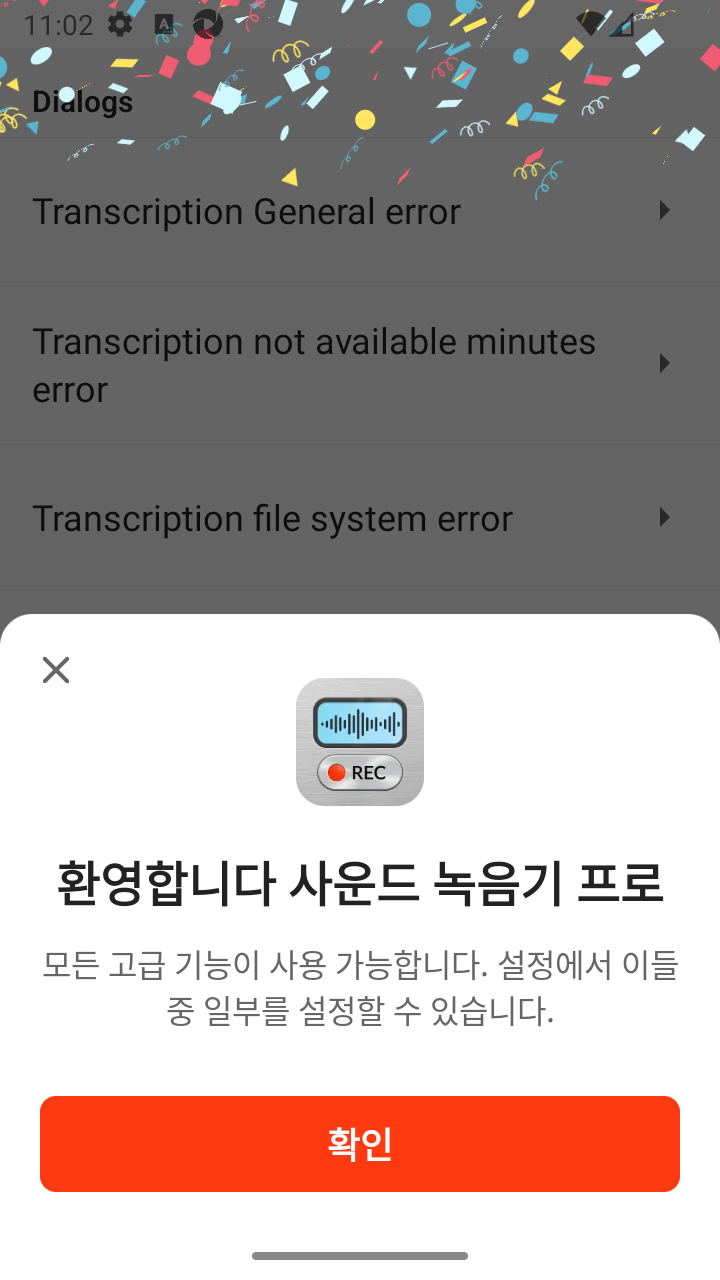 11:02
Dialogs
Transcription General error
Transcription not available minutes
error
Transcription file system error
REC
환영합니다 사운드 녹음기 프로
모든 고급 기능이 사용 가능합니다. 설정에서 이들
중 일부를 설정할 수 있습니다.
확인